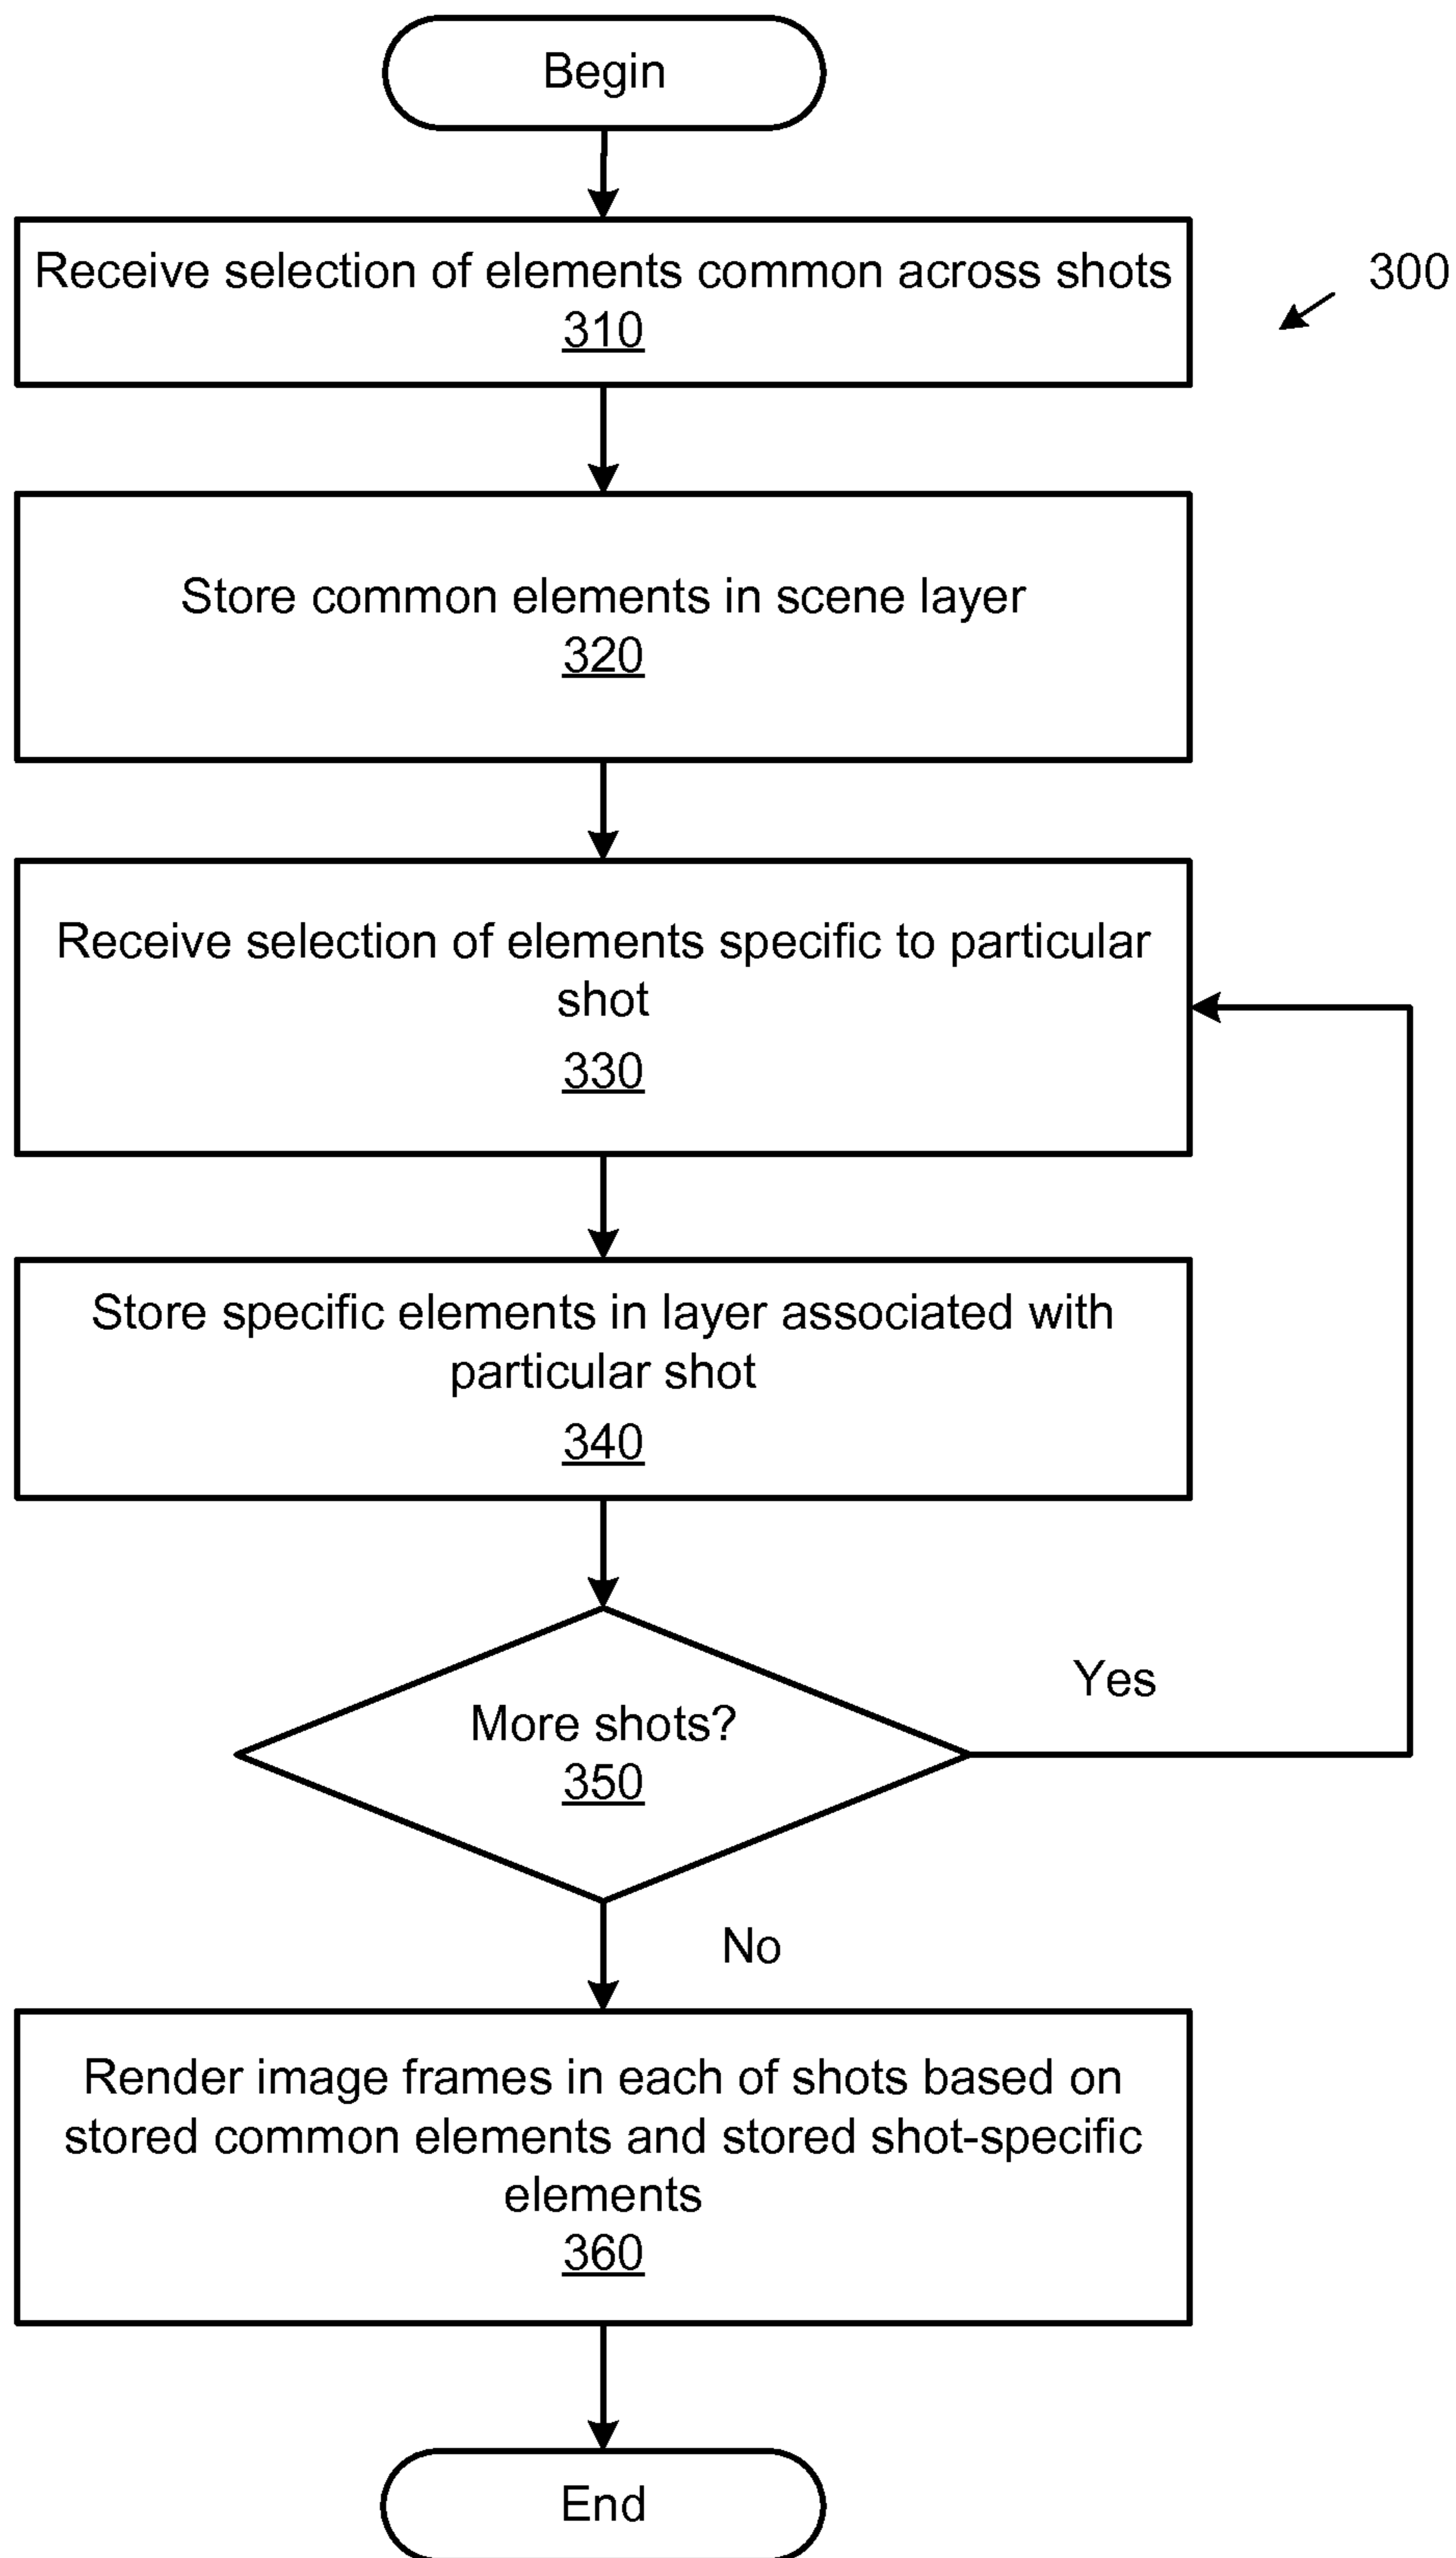 Begin
Receive selection of elements common across shots
310
300
Store common elements in scene layer
320
Receive selection of elements specific to particular
shot
330
Store specific elements in layer associated with
particular shot
340
More shots?
350
Yes
No
Render image frames in each of shots based on
stored common elements and stored shot-specific
elements
360
End